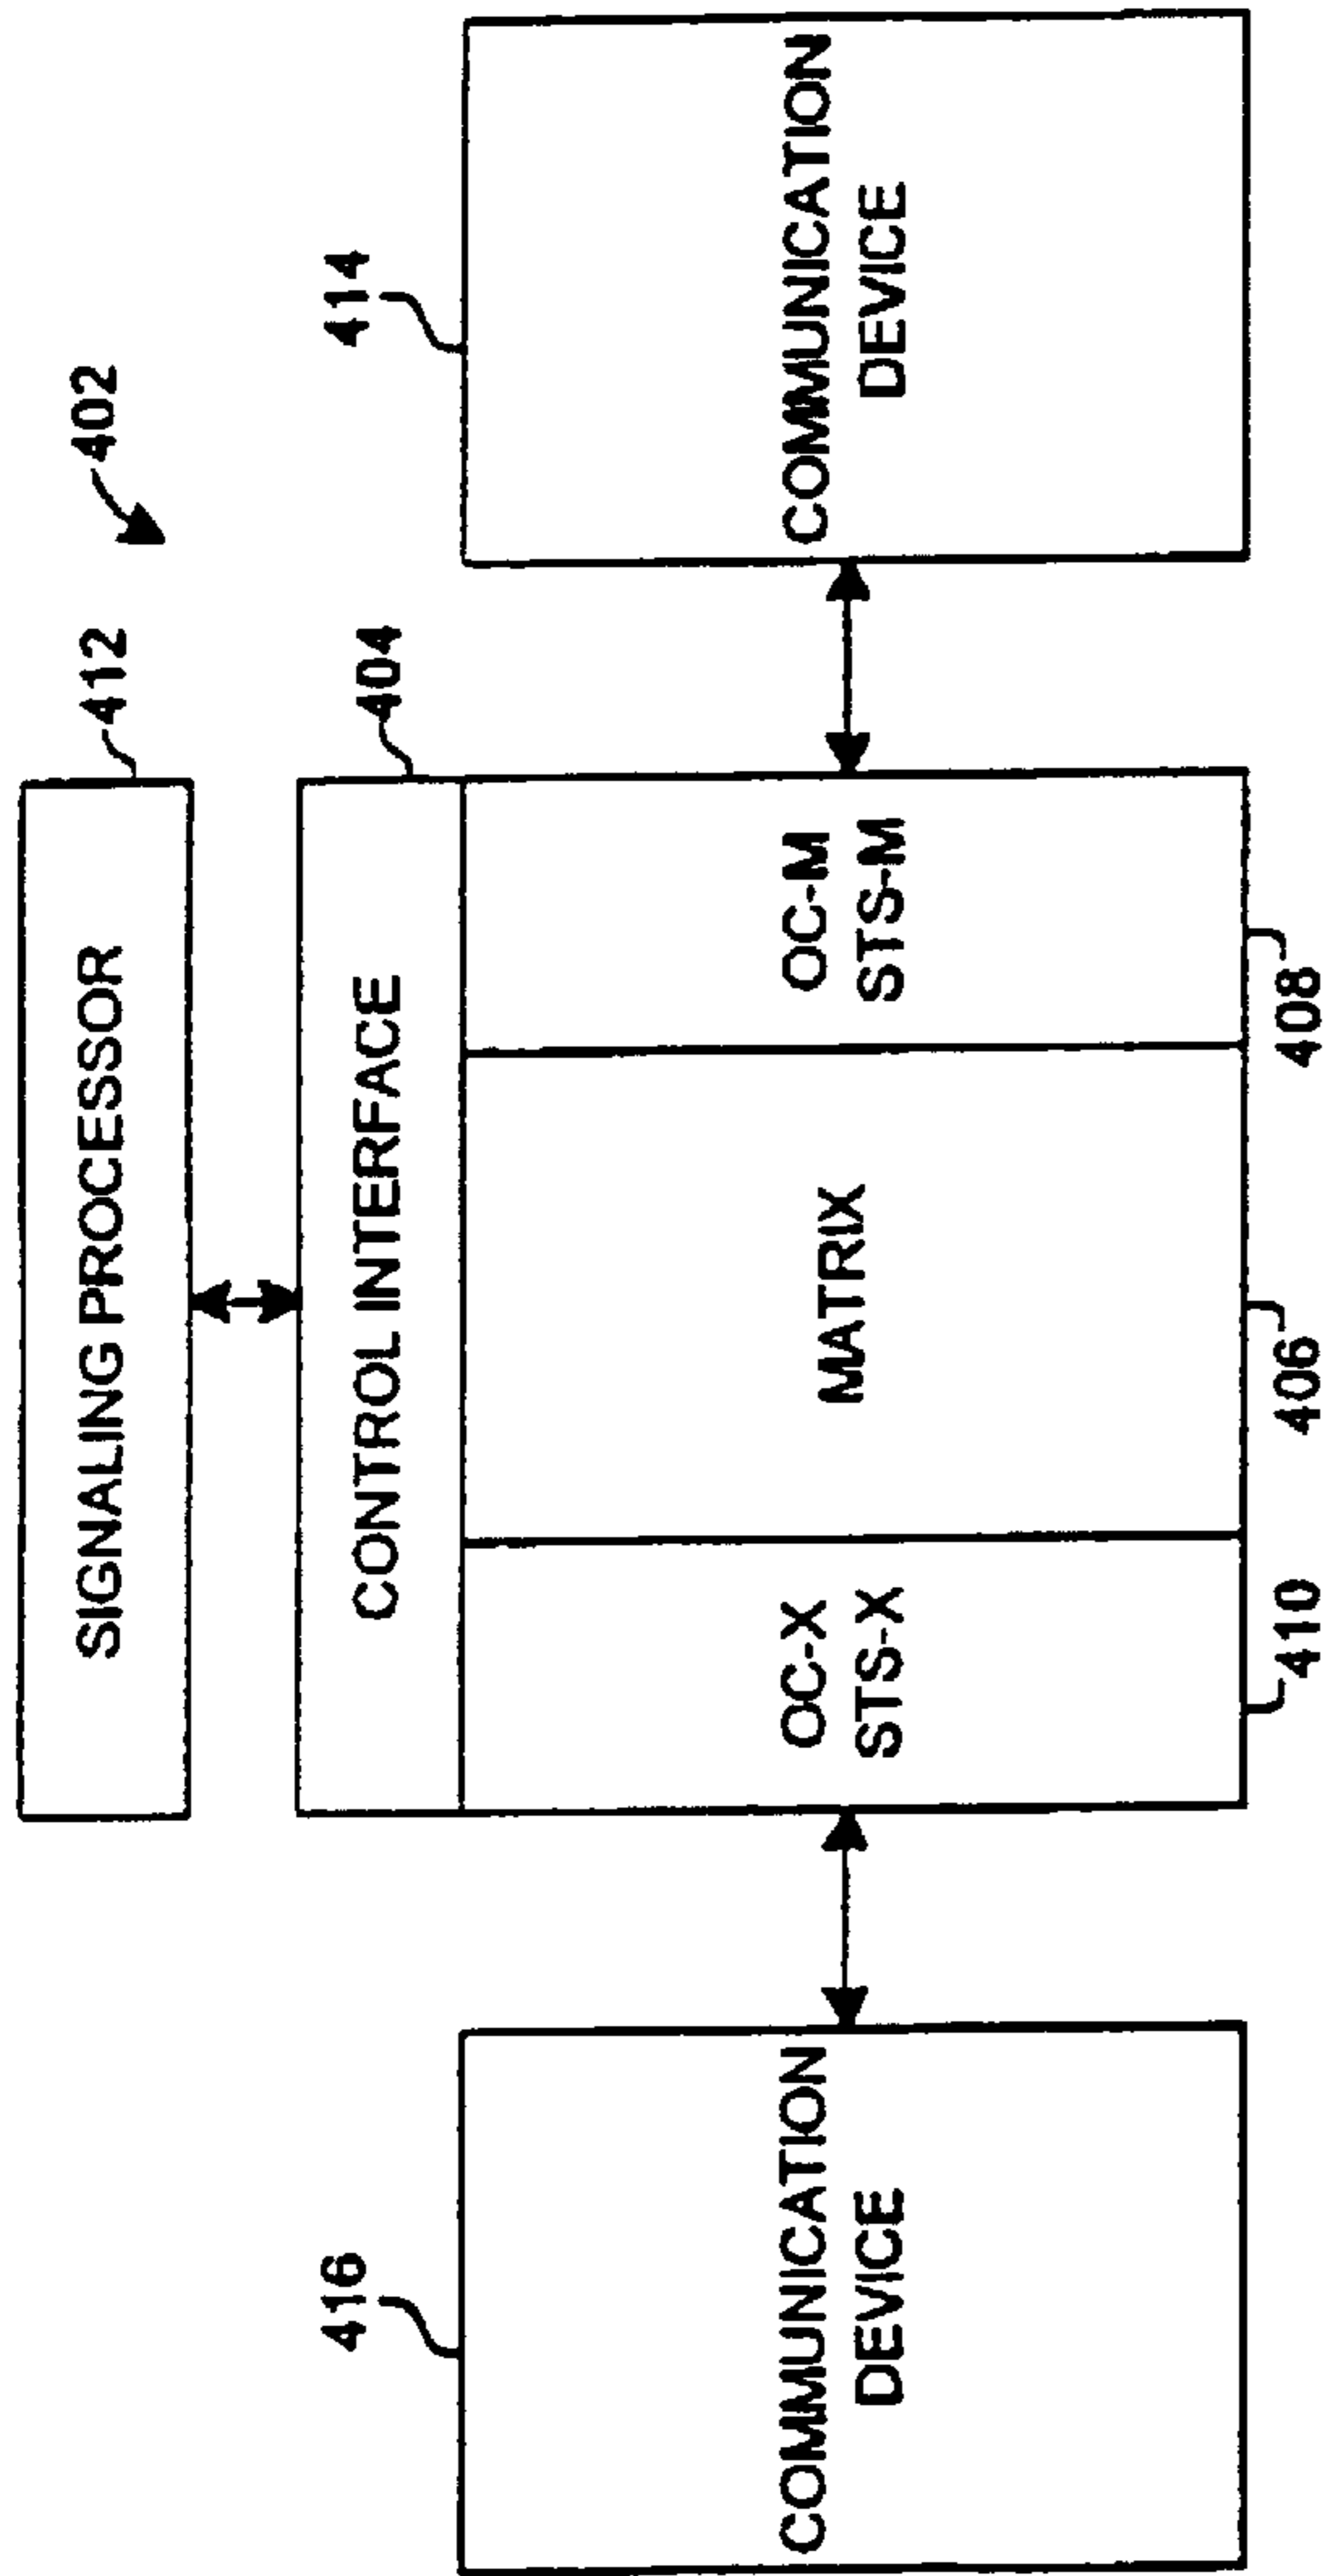 402
412
SIGNALING PROCESSOR
404
CONTROL INTERFACE
416
COMMUNICATION
DEVICE
OC-X
STS-X
MATRIX
OC-M
STS-M
414
COMMUNICATION
DEVICE
410
406
408